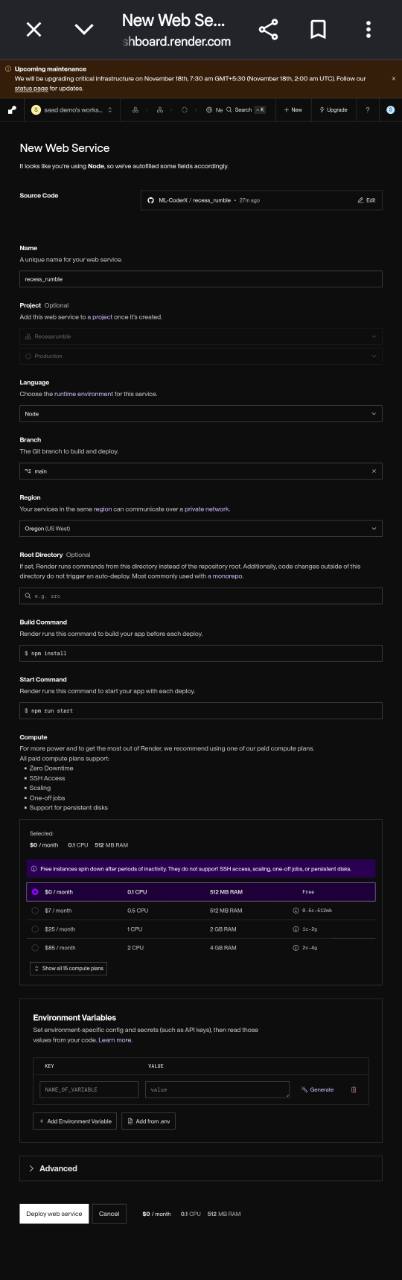 New Web Se...
shboard.render.com
Upcoming maintenance
We will be upgrading critical infrastructure on November 18th, 7:30 am GMT+5:30 (November 18th, 2:00 am UTC). Follow our
status page for updates.
S seed demo's works...
Ne Search K + New Upgrade ?
New Web Service
It looks like you're using Node, so we've autofilled some fields accordingly.
Source Code
ML-CoderX / recess_rumble • 27m ago Edit
Name
A unique name for your web service.
recess_rumble
Project Optional
Add this web service to a project once it's created.
Recessrumble
Production
Language
Choose the runtime environment for this service.
Node
Branch
The Git branch to build and deploy.
main
Region
Your services in the same region can communicate over a private network.
Oregon (US West)
Root Directory Optional
If set, Render runs commands from this directory instead of the repository root. Additionally, code changes outside of this
directory do not trigger an auto-deploy. Most commonly used with a monorepo.
e.g. src
Build Command
Render runs this command to build your app before each deploy.
$ npm install
Start Command
Render runs this command to start your app with each deploy.
$ npm run start
Compute
For more power and to get the most out of Render, we recommend using one of our paid compute plans.
All paid compute plans support:
• Zero Downtime
• SSH Access
• Scaling
• One-off jobs
• Support for persistent disks
Selected:
$0 / month 0.1 CPU 512 MB RAM
Free instances spin down after periods of inactivity. They do not support SSH access, scaling, one-off jobs, or persistent disks.
$0 / month 0.1 CPU 512 MB RAM Free
$7 / month 0.5 CPU 512 MB RAM 0.5c-512mb
$25 / month 1 CPU 2 GB RAM 1c-2g
$85 / month 2 CPU 4 GB RAM 2c-4g
Show all 15 compute plans
Environment Variables
Set environment-specific config and secrets (such as API keys), then read those
values from your code. Learn more.
KEY VALUE
NAME_OF_VARIABLE value Generate
+ Add Environment Variable Add from .env
Advanced
Deploy web service Cancel $0 / month 0.1 CPU 512 MB RAM